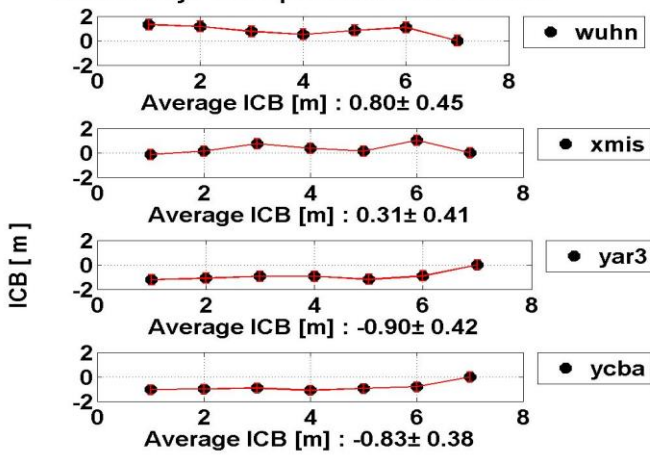 2
0
-2
0 2 4 6 8
wuhn
Average ICB [m] : 0.80± 0.45
2
0
-2
0 2 4 6 8
xmis
Average ICB [m] : 0.31± 0.41
ICB [ m ]
2
0
-2
0 2 4 6 8
yar3
Average ICB [m] : -0.90± 0.42
2
0
-2
0 2 4 6 8
ycba
Average ICB [m] : -0.83± 0.38